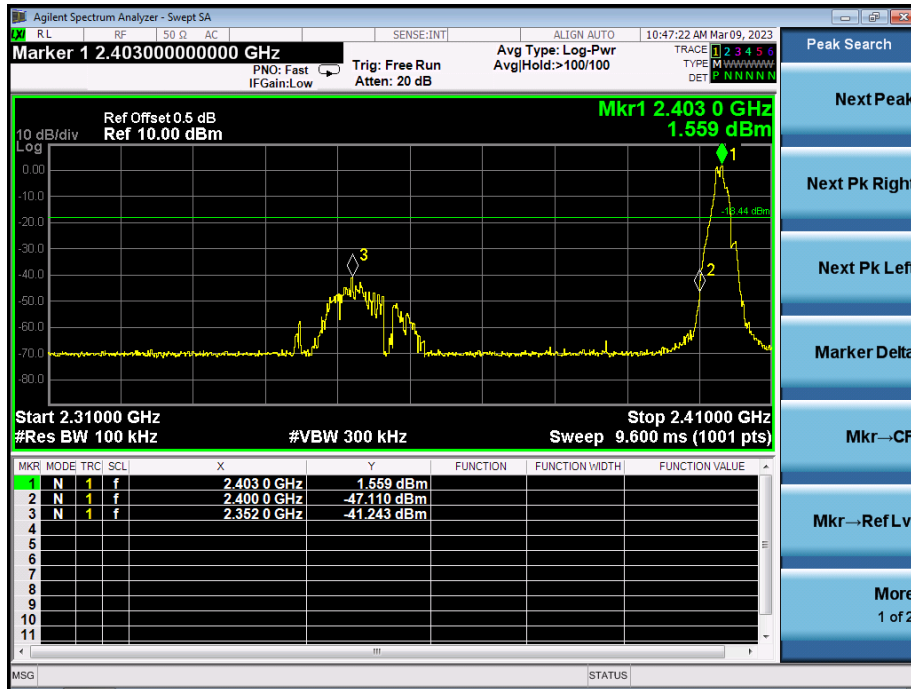 Agilent Spectrum Analyzer - Swept SA
LXI RL RF 50 Ω AC SENSE:INT ALIGN AUTO 10:47:22 AM Mar 09, 2023
Marker 1 2.403000000000 GHz
PNO: Fast
IFGain:Low
Trig: Free Run
Atten: 20 dB
Avg Type: Log-Pwr
Avg|Hold:>100/100
TRACE 1 2 3 4 5 6
TYPE M W W W W W
DET P N N N N N
Peak Search
Mkr1 2.403 0 GHz
1.559 dBm
Ref Offset 0.5 dB
10 dB/div Ref 10.00 dBm
Log
0.00
-10.0
-20.0
-30.0
-40.0
-50.0
-60.0
-70.0
-80.0
1
-18.44 dBm
2
3
Start 2.31000 GHz Stop 2.41000 GHz
#Res BW 100 kHz #VBW 300 kHz Sweep 9.600 ms (1001 pts)
MKR MODE TRC SCL X Y FUNCTION FUNCTION WIDTH FUNCTION VALUE
1 N 1 f 2.403 0 GHz 1.559 dBm
2 N 1 f 2.400 0 GHz -47.110 dBm
3 N 1 f 2.352 0 GHz -41.243 dBm
4
5
6
7
8
9
10
11
MSG STATUS
Next Peak
Next Pk Right
Next Pk Left
Marker Delta
Mkr→CF
Mkr→Ref Lv
More
1 of 2